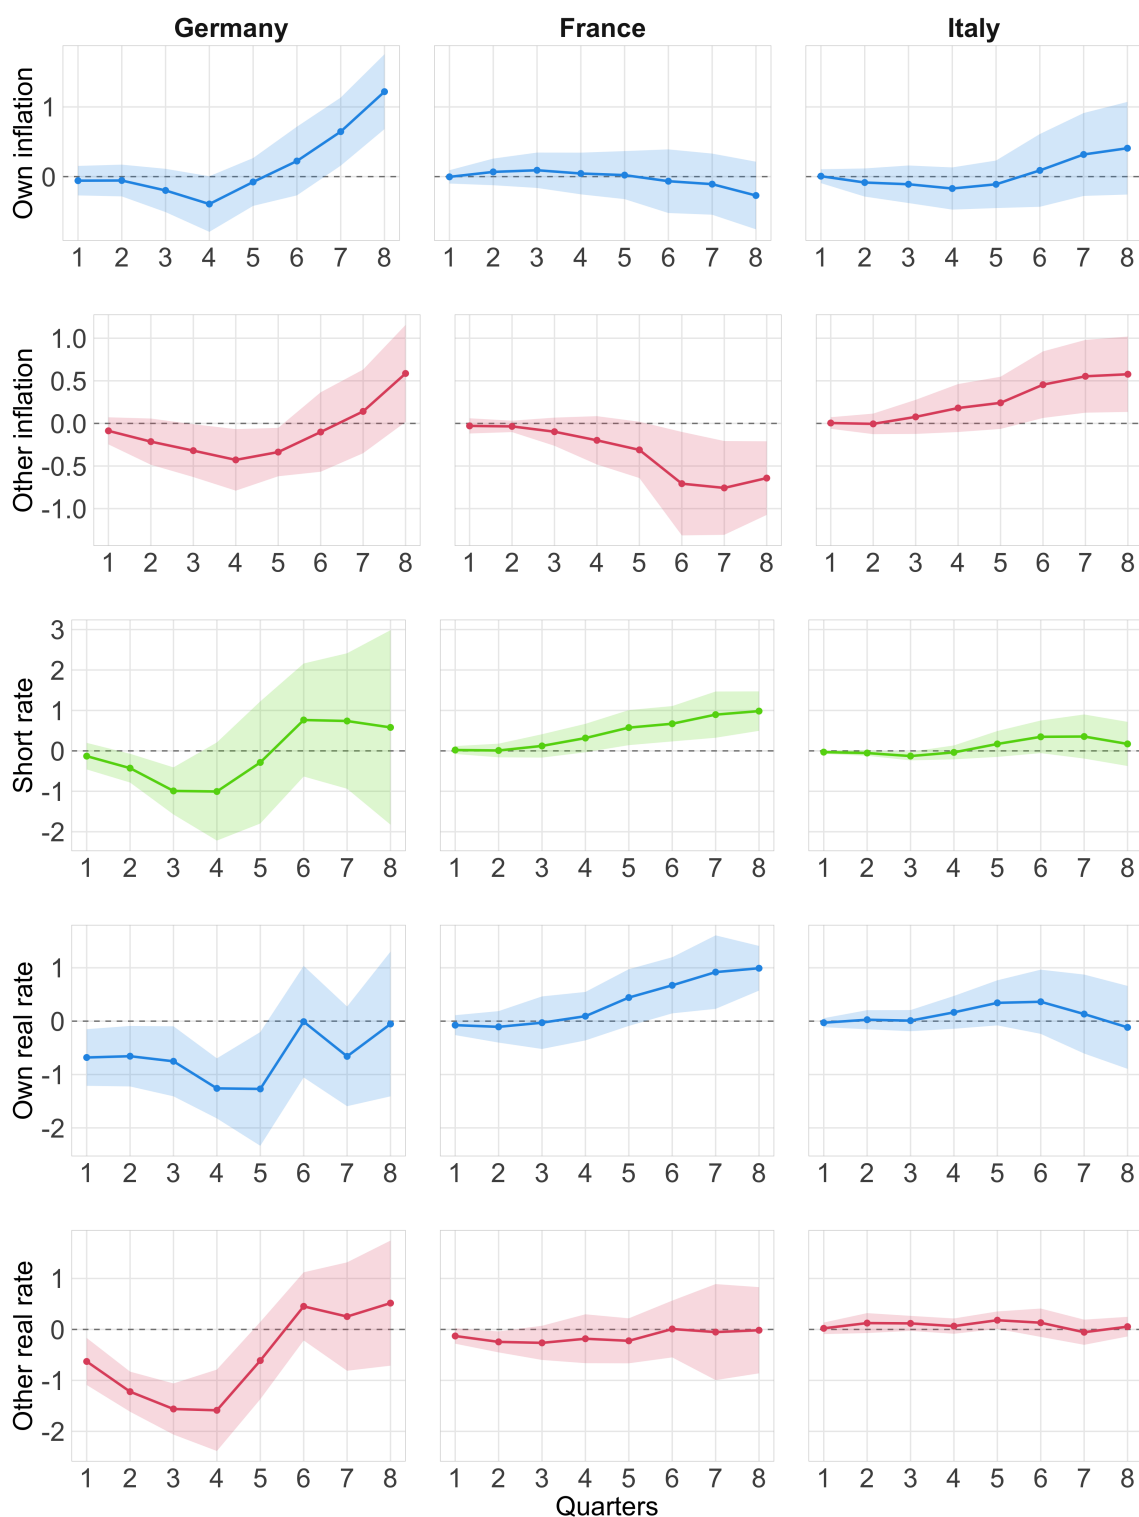 Germany France Italy
Own inflation
1
0
1 2 3 4 5 6 7 8 1 2 3 4 5 6 7 8 1 2 3 4 5 6 7 8
Other inflation
1.0
0.5
0.0
-0.5
-1.0
1 2 3 4 5 6 7 8 1 2 3 4 5 6 7 8 1 2 3 4 5 6 7 8
Short rate
3
2
1
0
-1
-2
1 2 3 4 5 6 7 8 1 2 3 4 5 6 7 8 1 2 3 4 5 6 7 8
Own real rate
1
0
-1
-2
1 2 3 4 5 6 7 8 1 2 3 4 5 6 7 8 1 2 3 4 5 6 7 8
Other real rate
1
0
-1
-2
1 2 3 4 5 6 7 8 1 2 3 4 5 6 7 8 1 2 3 4 5 6 7 8
Quarters